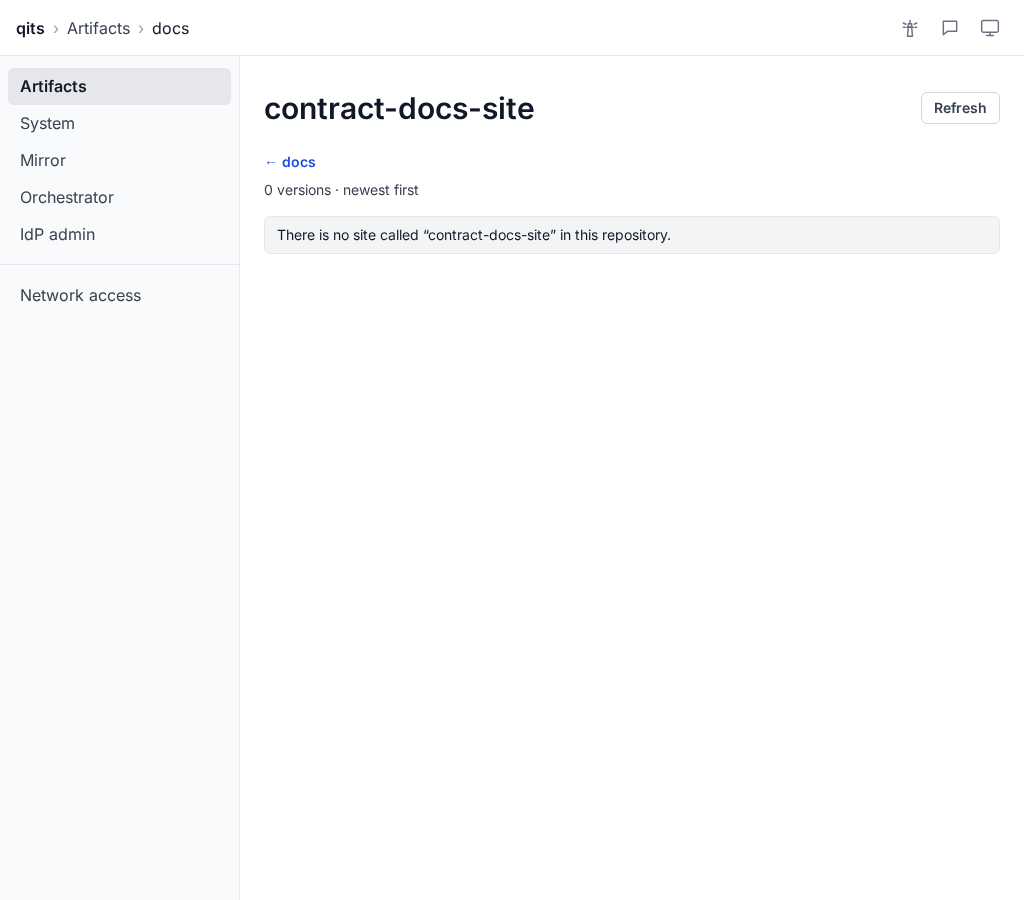 qits › Artifacts › docs
Artifacts
System
Mirror
Orchestrator
IdP admin
Network access
contract-docs-site
Refresh
← docs
0 versions · newest first
There is no site called “contract-docs-site” in this repository.